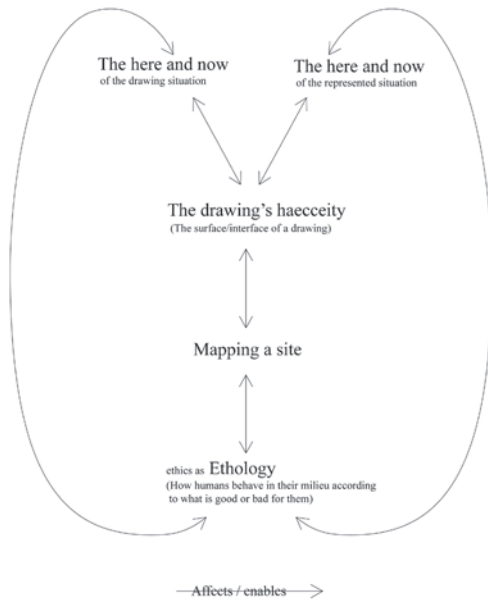 The here and now
of the drawing situation
The here and now
of the represented situation
The drawing's haecceity
(The surface/interface of a drawing)
Mapping a site
ethics as Ethology
(How humans behave in their milieu according
to what is good or bad for them)
Affects / enables